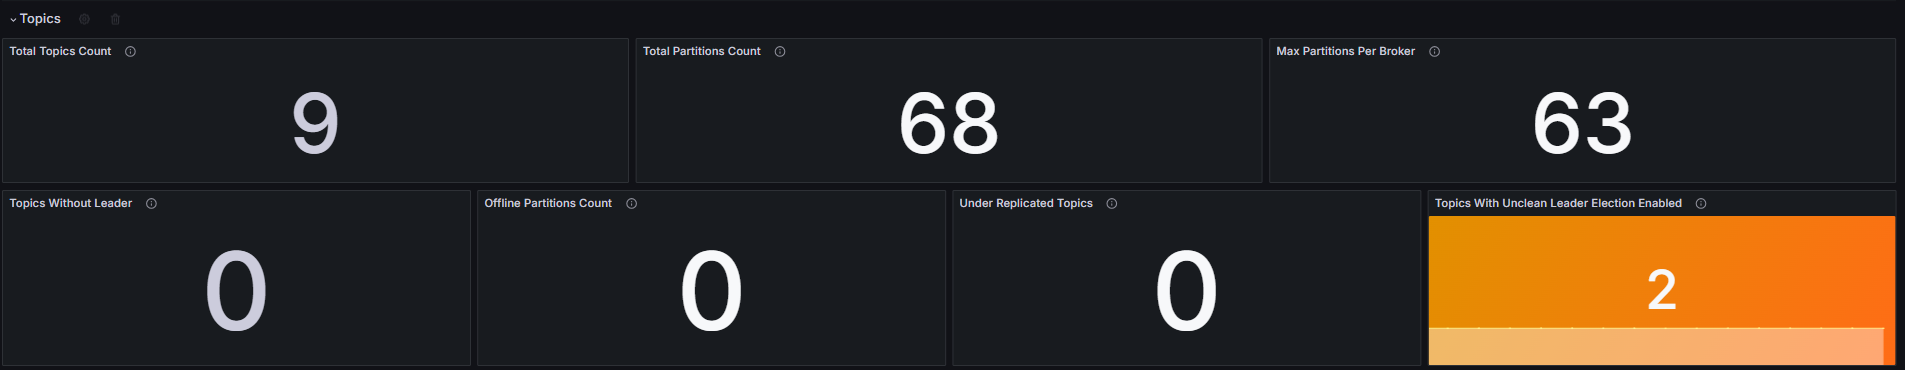 Topics
Total Topics Count
9
Total Partitions Count
68
Max Partitions Per Broker
63
Topics Without Leader
0
Offline Partitions Count
0
Under Replicated Topics
0
Topics With Unclean Leader Election Enabled
2